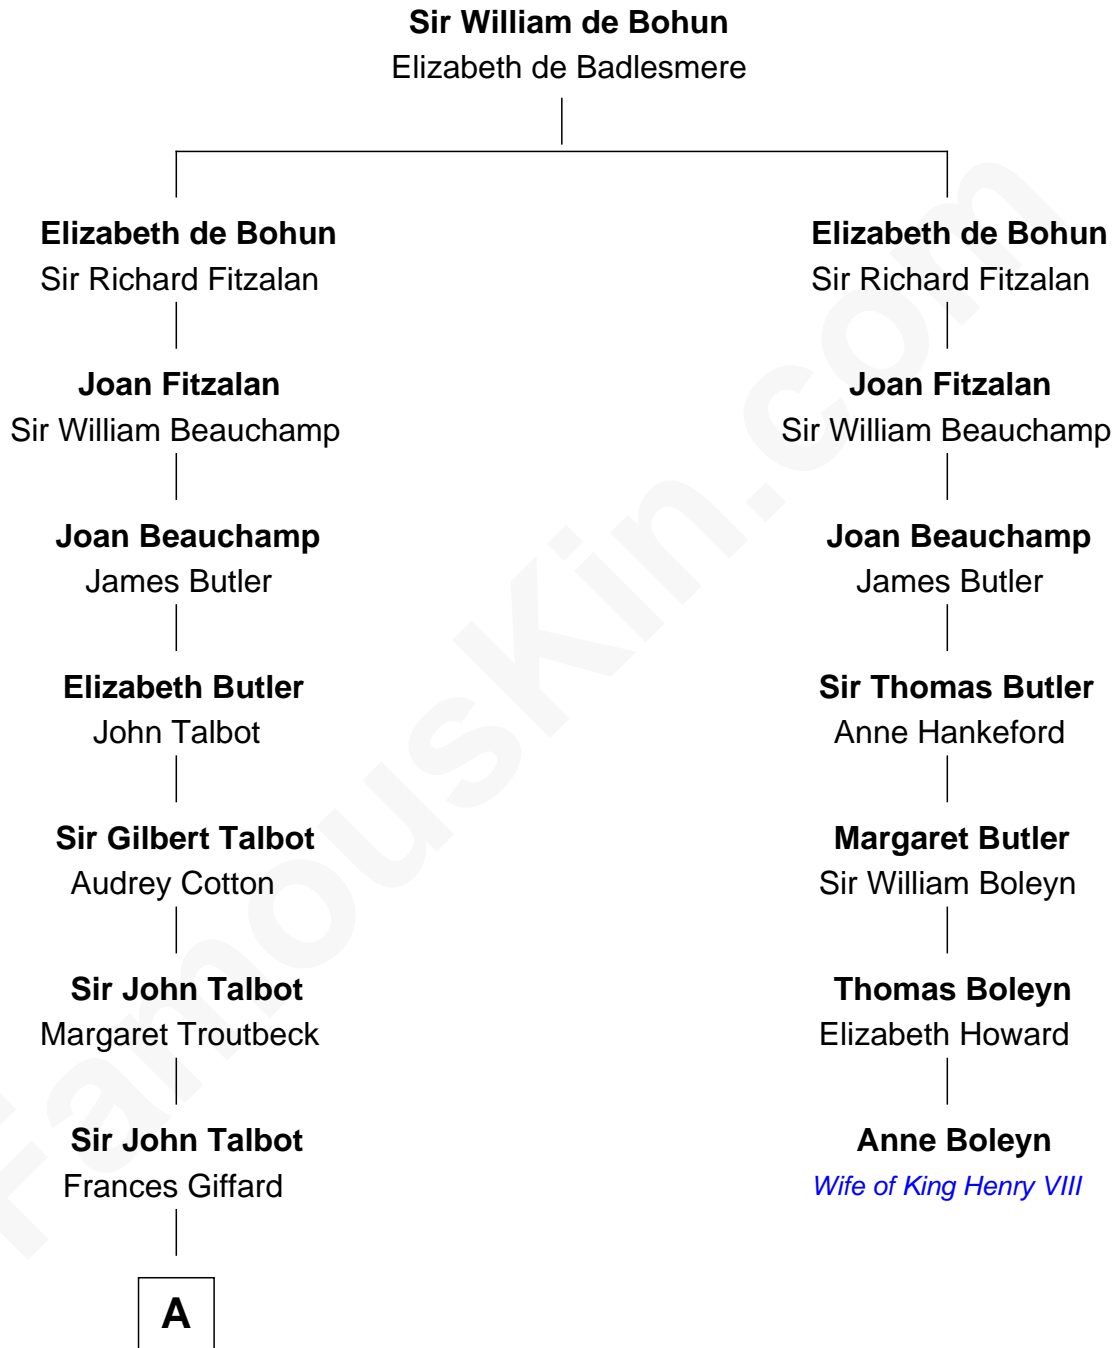 Sir William de Bohun
Elizabeth de Badlesmere
Elizabeth de Bohun
Sir Richard Fitzalan
Elizabeth de Bohun
Sir Richard Fitzalan
Joan Fitzalan
Sir William Beauchamp
Joan Fitzalan
Sir William Beauchamp
Joan Beauchamp
James Butler
Joan Beauchamp
James Butler
Elizabeth Butler
John Talbot
Sir Thomas Butler
Anne Hankeford
Sir Gilbert Talbot
Audrey Cotton
Margaret Butler
Sir William Boleyn
Sir John Talbot
Margaret Troutbeck
Thomas Boleyn
Elizabeth Howard
Sir John Talbot
Frances Giffard
Anne Boleyn
Wife of King Henry VIII
A
FamousKin.com